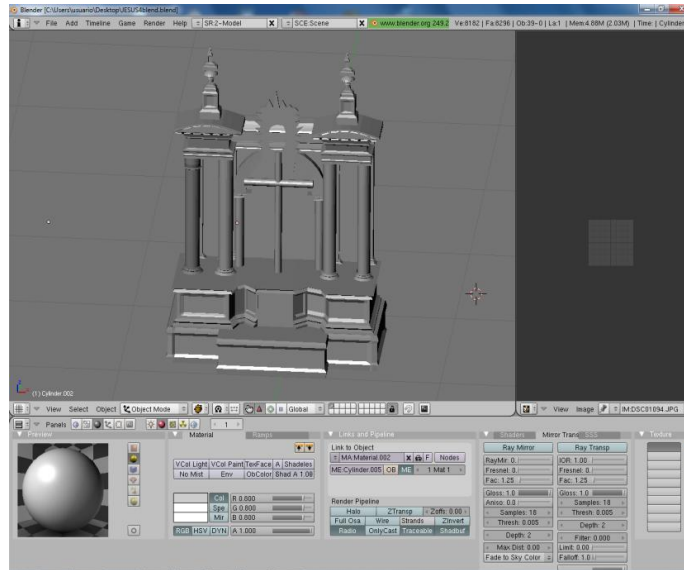 Blender [C:\Users\usuario\Desktop\JESUS4blend.blend]
File Add Timeline Game Render Help SR:2-Model X SCE:Scene X www.blender.org 249.2 Ve:8182 | Fa:8296 | Ob:39-0 | La:1 | Mem:4.86M (2.03M) | Time: | Cylinder
(1) Cylinder.002
View Select Object Object Mode Global View Image IM:DSC01094.JPG
Panels 1
Preview Material Ramps Links and Pipeline Shaders Mirror Trans SSS Texture
Link to Object Ray Mirror Ray Transp
MA:Material.002 X F Nodes RayMir: 0. IOR: 1.00
VCol Light VCol Paint TexFace A Shadeless ME:Cylinder.005 OB ME 1 Mat 1 Fresnel: 0. Fresnel: 0.
No Mist Env ObColor Shad A 1.00 Fac: 1.25 Fac: 1.25
Gloss: 1.0 Gloss: 1.0
Col R 0.800 Aniso: 0.0 Samples: 18
Spe G 0.800 Render Pipeline Samples: 18 Thresh: 0.005
Mir B 0.800 Halo ZTransp Zoffs: 0.00 Thresh: 0.005 Depth: 2
Full Osa Wire Strands ZInvert Depth: 2 Filter: 0.000
RGB HSV DYN A 1.000 Radio OnlyCast Traceable Shadbuf Max Dist: 0.00 Limit: 0.00
Fade to Sky Color Falloff: 1.0